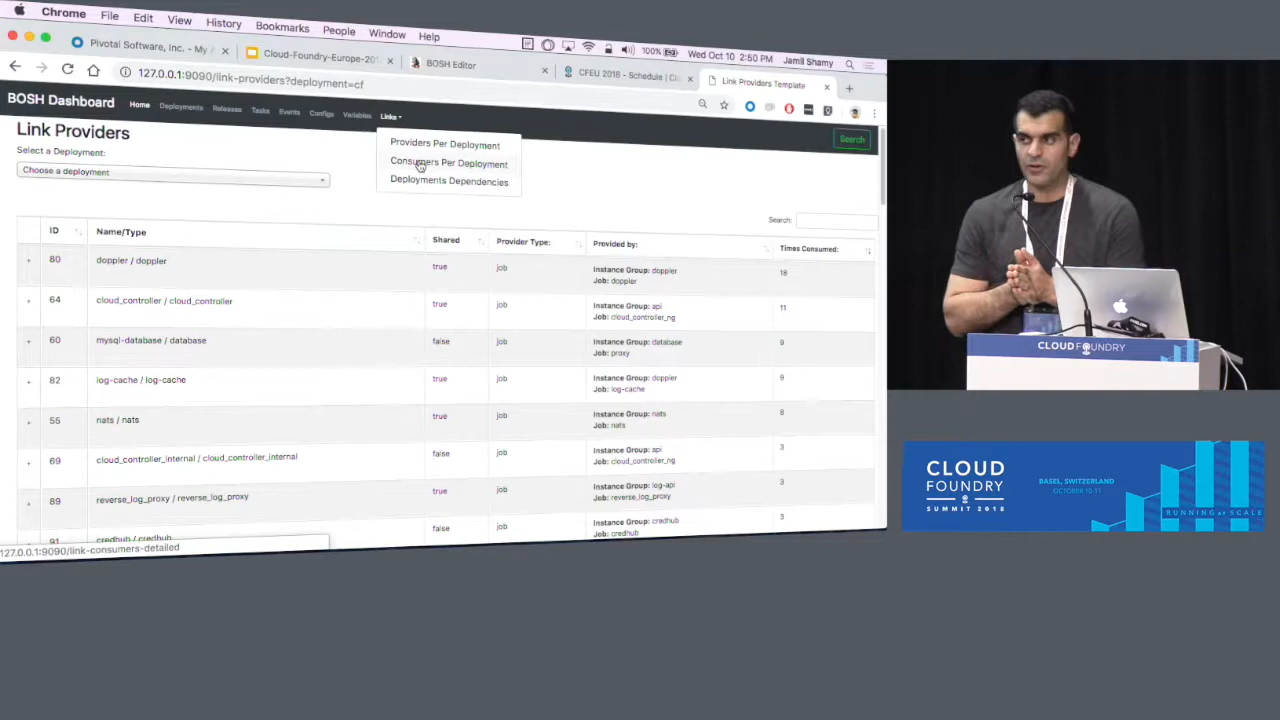 Chrome File Edit View History Bookmarks People Window Help 100% Wed Oct 10 2:50 PM Jamil Shamy
Pivotal Software, Inc. - My A × Cloud-Foundry-Europe-201 × BOSH Editor × CFEU 2018 - Schedule | Cl × Link Providers Template ×
127.0.0.1:9090/link-providers?deployment=cf
BOSH Dashboard Home Deployments Releases Tasks Events Configs Variables Links Search
Link Providers
Select a Deployment:
Choose a deployment
Providers Per Deployment
Consumers Per Deployment
Deployments Dependencies
Search:
ID Name/Type Shared Provider Type: Provided by: Times Consumed:
+ 80 doppler / doppler true job Instance Group: doppler 18
Job: doppler
+ 64 cloud_controller / cloud_controller true job Instance Group: api 11
Job: cloud_controller_ng
+ 60 mysql-database / database false job Instance Group: database 9
Job: proxy
+ 82 log-cache / log-cache true job Instance Group: doppler 9
Job: log-cache
+ 55 nats / nats true job Instance Group: nats 8
Job: nats
+ 69 cloud_controller_internal / cloud_controller_internal false job Instance Group: api 3
Job: cloud_controller_ng
+ 89 reverse_log_proxy / reverse_log_proxy true job Instance Group: log-api 3
Job: reverse_log_proxy
+ 91 credhub / credhub false job Instance Group: credhub 3
Job: credhub
127.0.0.1:9090/link-consumers-detailed
CLOUD FOUNDRY
CLOUD
FOUNDRY
SUMMIT 2018
BASEL, SWITZERLAND
OCTOBER 10-11
RUNNING at SCALE